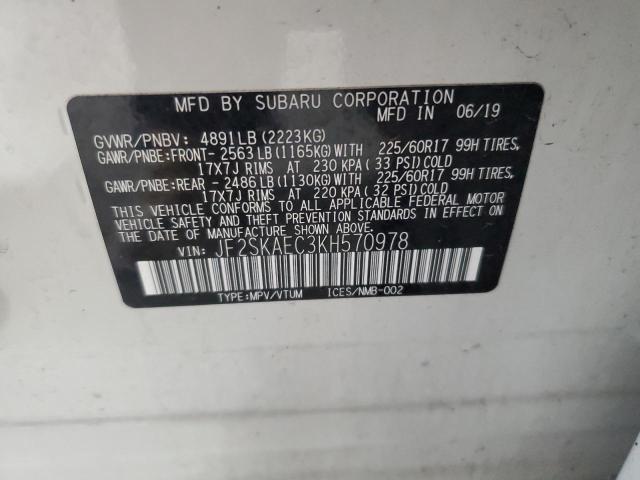 MFD BY SUBARU CORPORATION
MFD IN 06/19
GVWR/PNBV: 4891LB (2223KG)
GAWR/PNBE:FRONT- 2563 LB (1165KG) WITH 225/60R17 99H TIRES,
17X7J RIMS AT 230 KPA (33 PSI) COLD
GAWR/PNBE:REAR - 2486 LB (1130KG) WITH 225/60R17 99H TIRES,
17X7J RIMS AT 220 KPA (32 PSI) COLD
THIS VEHICLE CONFORMS TO ALL APPLICABLE FEDERAL MOTOR
VEHICLE SAFETY STANDARDS IN EFFECT ON
THE DATE OF MANUFACTURE SHOWN ABOVE.
VIN: JF2SKAEC3KH570978
TYPE:MPV/VTUM ICES/NMB-002